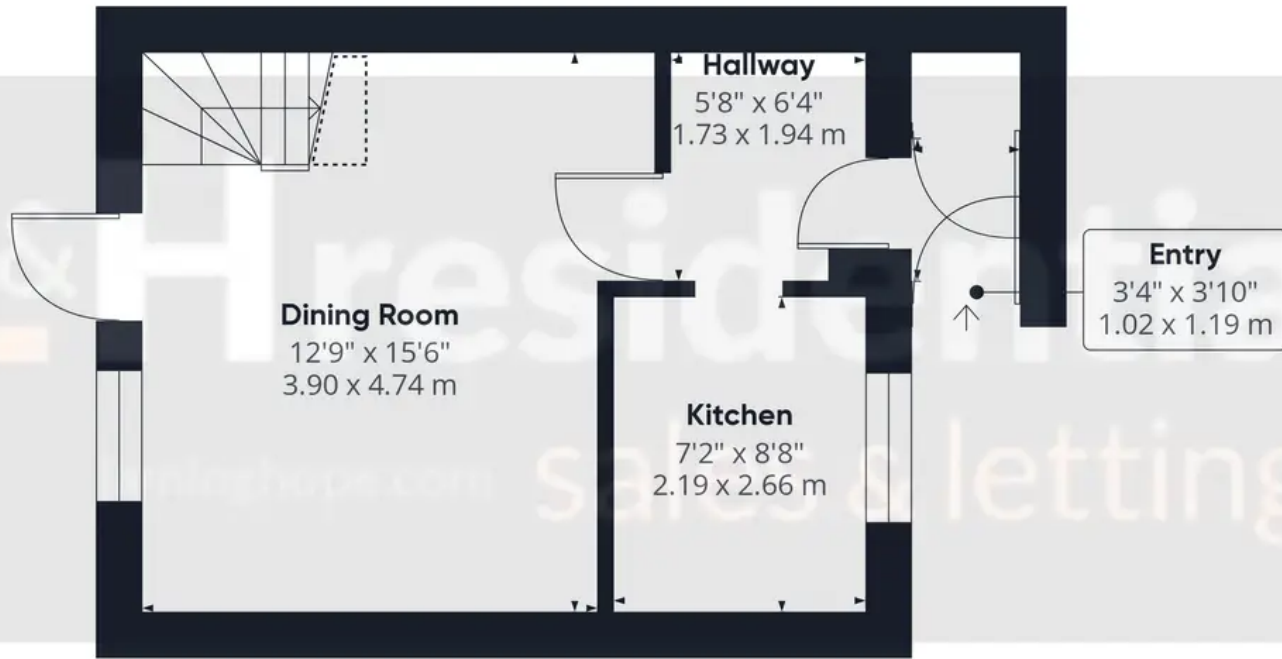 Hallway
5'8" x 6'4"
1.73 x 1.94 m
Entry
3'4" x 3'10"
1.02 x 1.19 m
Dining Room
12'9" x 15'6"
3.90 x 4.74 m
Kitchen
7'2" x 8'8"
2.19 x 2.66 m
& H residentia
sales & letting